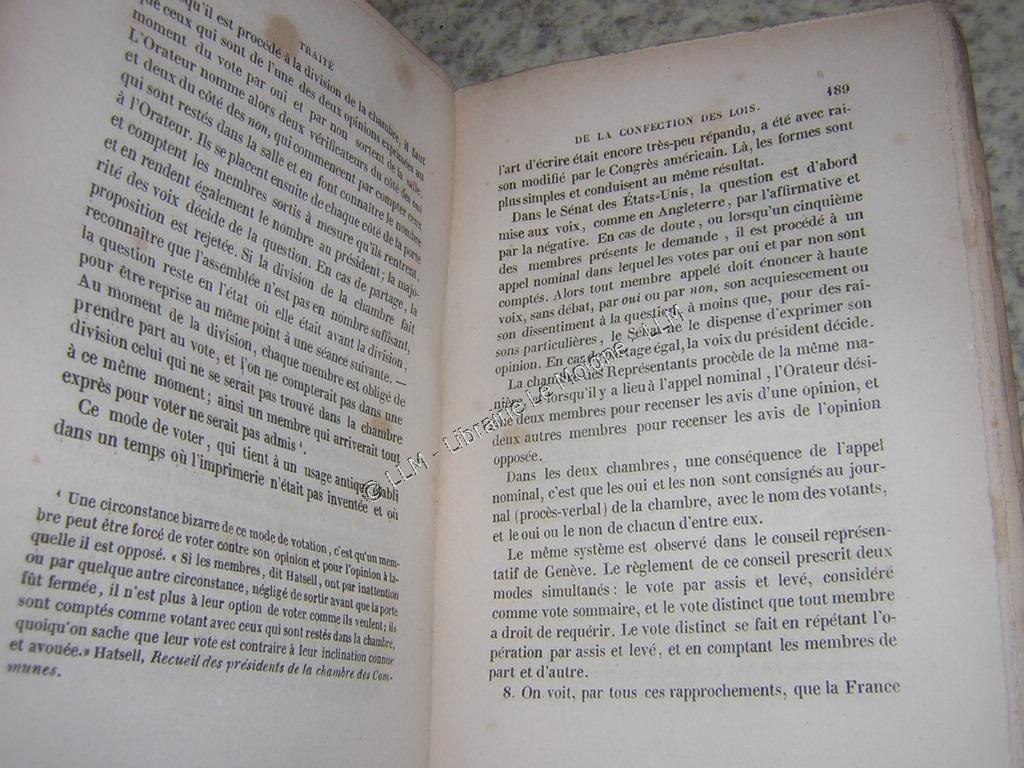 TRAITÉ
qu'il est procédé à la division de la chambre, il faut
que ceux qui sont de l'une des deux opinions exprimées au
moment du vote par oui et par non sortent de la salle.
L'Orateur nomme alors deux vérificateurs du côté des oui
et deux du côté des non, qui commencent par compter ceux
qui sont restés dans la salle et en font connaître le nombre
à l'Orateur. Ils se placent ensuite de chaque côté de la porte
et comptent les membres sortis à mesure qu'ils rentrent,
et en rendent également le nombre au président; la majo-
rité des voix décide de la question. En cas de partage, la
proposition est rejetée. Si la division de la chambre fait
reconnaître que l'assemblée n'est pas en nombre suffisant,
la question reste en l'état où elle était avant la division,
pour être reprise au même point à une séance suivante. —
Au moment de la division, chaque membre est obligé de
prendre part au vote, et l'on ne compterait pas dans une
division celui qui ne se serait pas trouvé dans la chambre
à ce même moment; ainsi un membre qui arriverait tout
exprès pour voter ne serait pas admis ¹.
Ce mode de voter, qui tient à un usage antique
dans un temps où l'imprimerie n'était pas inventée et où
¹ Une circonstance bizarre de ce mode de votation, c'est qu'un mem-
bre peut être forcé de voter contre son opinion et pour l'opinion à la-
quelle il est opposé. « Si les membres, dit Hatsell, ont par inattention
ou par quelque autre circonstance, négligé de sortir avant que la porte
fût fermée, il n'est plus à leur option de voter comme ils veulent; ils
sont comptés comme votant avec ceux qui sont restés dans la chambre,
quoiqu'on sache que leur vote est contraire à leur inclination connue
et avouée.» Hatsell, Recueil des présidents de la chambre des Com-
munes.
DE LA CONFECTION DES LOIS. 189
l'art d'écrire était encore très-peu répandu, a été avec rai-
son modifié par le Congrès américain. Là, les formes sont
plus simples et conduisent au même résultat.
Dans le Sénat des États-Unis, la question est d'abord
mise aux voix, comme en Angleterre, par l'affirmative et
par la négative. En cas de doute, ou lorsqu'un cinquième
des membres présents le demande, il est procédé à un
appel nominal dans lequel les votes par oui et par non sont
comptés. Alors tout membre appelé doit énoncer à haute
voix, sans débat, par oui ou par non, son acquiescement ou
son dissentiment à la question, à moins que, pour des rai-
sons particulières, le Sénat ne le dispense d'exprimer son
opinion. En cas de partage égal, la voix du président décide.
La chambre des Représentants procède de la même ma-
nière. lorsqu'il y a lieu à l'appel nominal, l'Orateur dési-
gne deux membres pour recenser les avis d'une opinion, et
deux autres membres pour recenser les avis de l'opinion
opposée.
Dans les deux chambres, une conséquence de l'appel
nominal, c'est que les oui et les non sont consignés au jour-
nal (procès-verbal) de la chambre, avec le nom des votants,
et le oui ou le non de chacun d'entre eux.
Le même système est observé dans le conseil représen-
tatif de Genève. Le règlement de ce conseil prescrit deux
modes simultanés: le vote par assis et levé, considéré
comme vote sommaire, et le vote distinct que tout membre
a droit de requérir. Le vote distinct se fait en répétant l'o-
pération par assis et levé, et en comptant les membres de
part et d'autre.
8. On voit, par tous ces rapprochements, que la France
© LLM - Librairie Le Molone - LLM